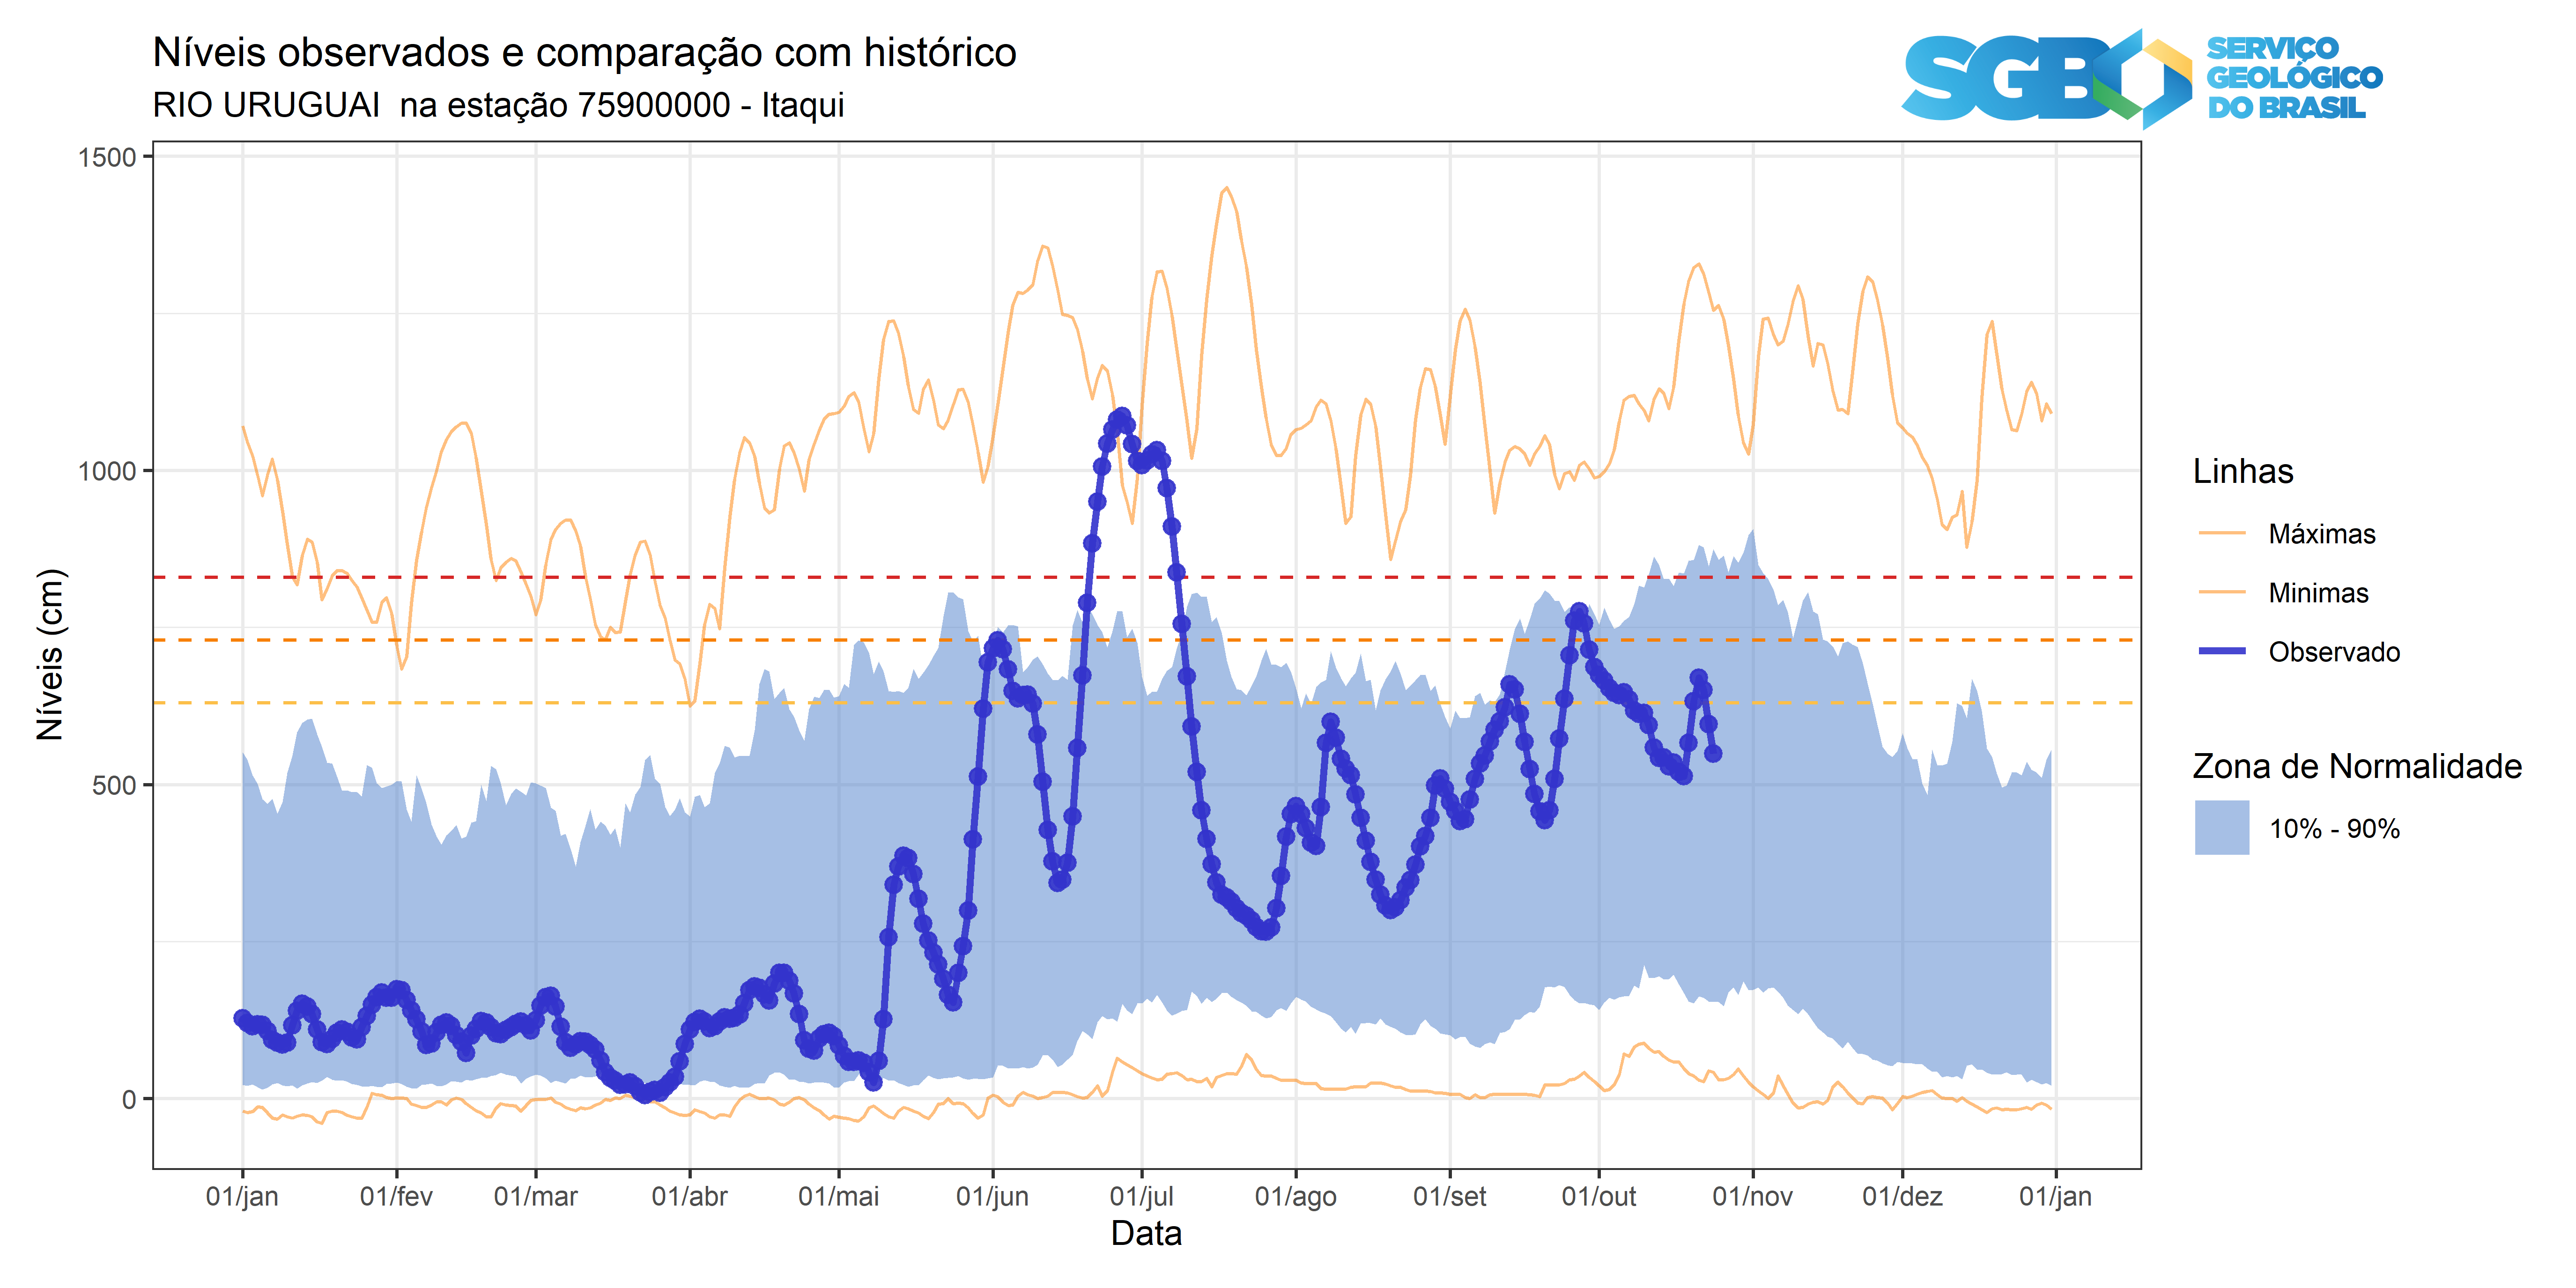 Níveis observados e comparação com histórico
RIO URUGUAI  na estação 75900000 - Itaqui
SGB
SERVIÇO
GEOLÓGICO
DO BRASIL
Níveis (cm)
1500
1000
500
0
01/jan
01/fev
01/mar
01/abr
01/mai
01/jun
01/jul
01/ago
01/set
01/out
01/nov
01/dez
01/jan
Data
Linhas
Máximas
Minimas
Observado
Zona de Normalidade
10% - 90%